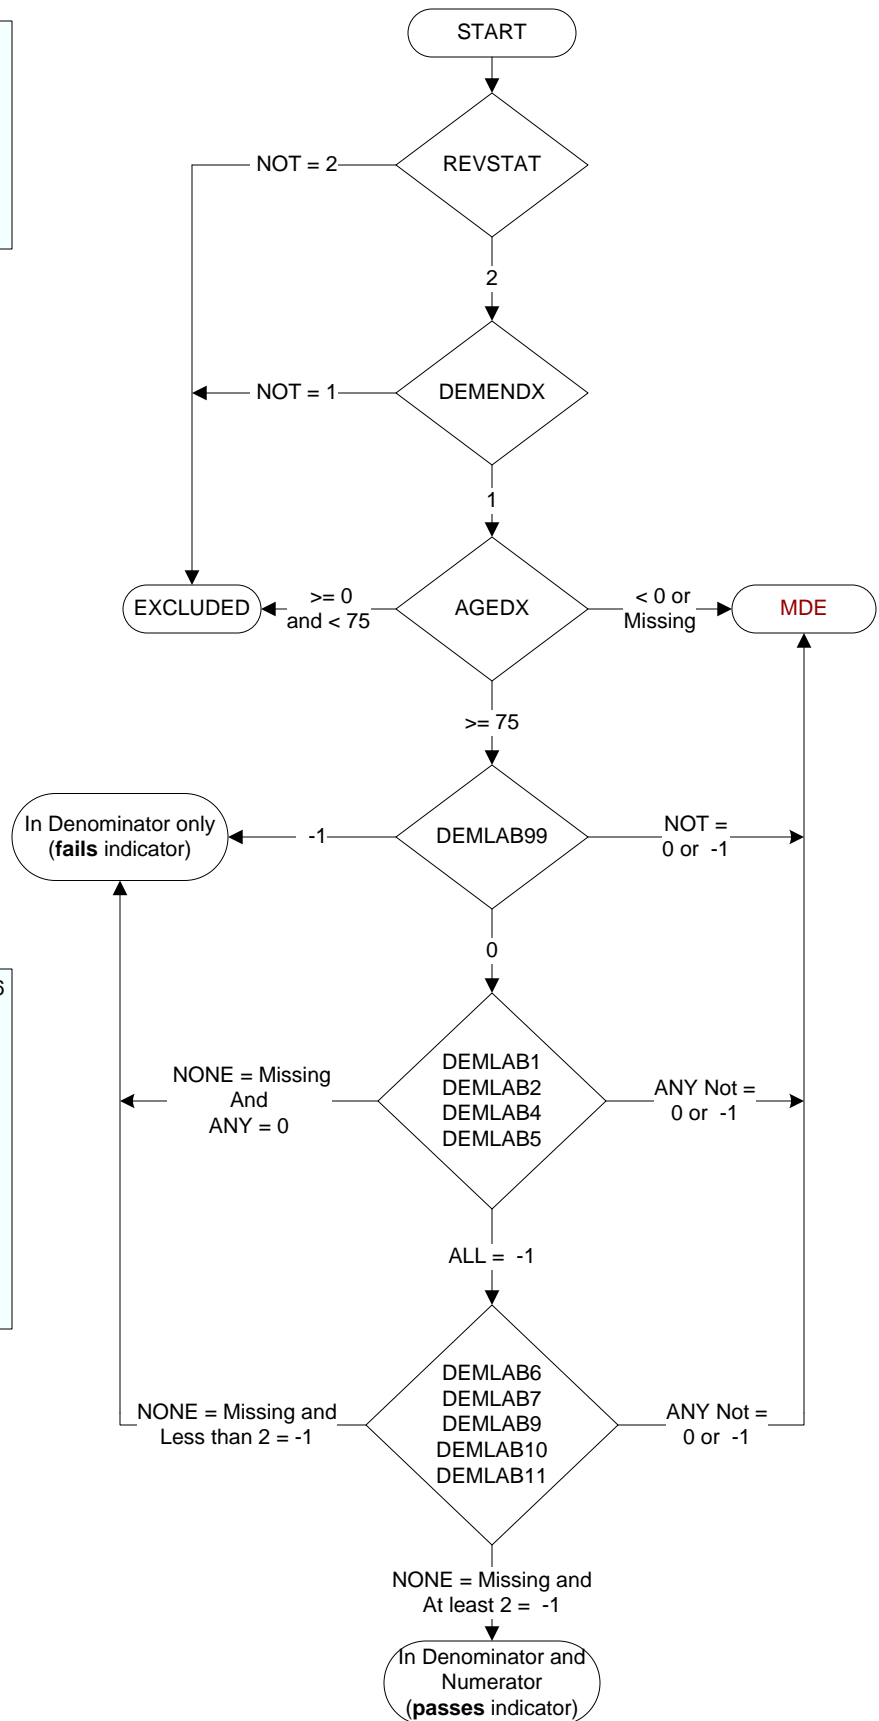 START
REVSTAT
NOT = 2
2
DEMENDX
NOT = 1
1
EXCLUDED
>= 0
and < 75
AGEDX
< 0 or
Missing
MDE
>= 75
In Denominator only
(fails indicator)
-1
DEMLAB99
NOT =
0 or -1
0
6
NONE = Missing
And
ANY = 0
DEMLAB1
DEMLAB2
DEMLAB4
DEMLAB5
ANY Not =
0 or -1
ALL = -1
NONE = Missing and
Less than 2 = -1
DEMLAB6
DEMLAB7
DEMLAB9
DEMLAB10
DEMLAB11
ANY Not =
0 or -1
NONE = Missing and
At least 2 = -1
In Denominator and
Numerator
(passes indicator)